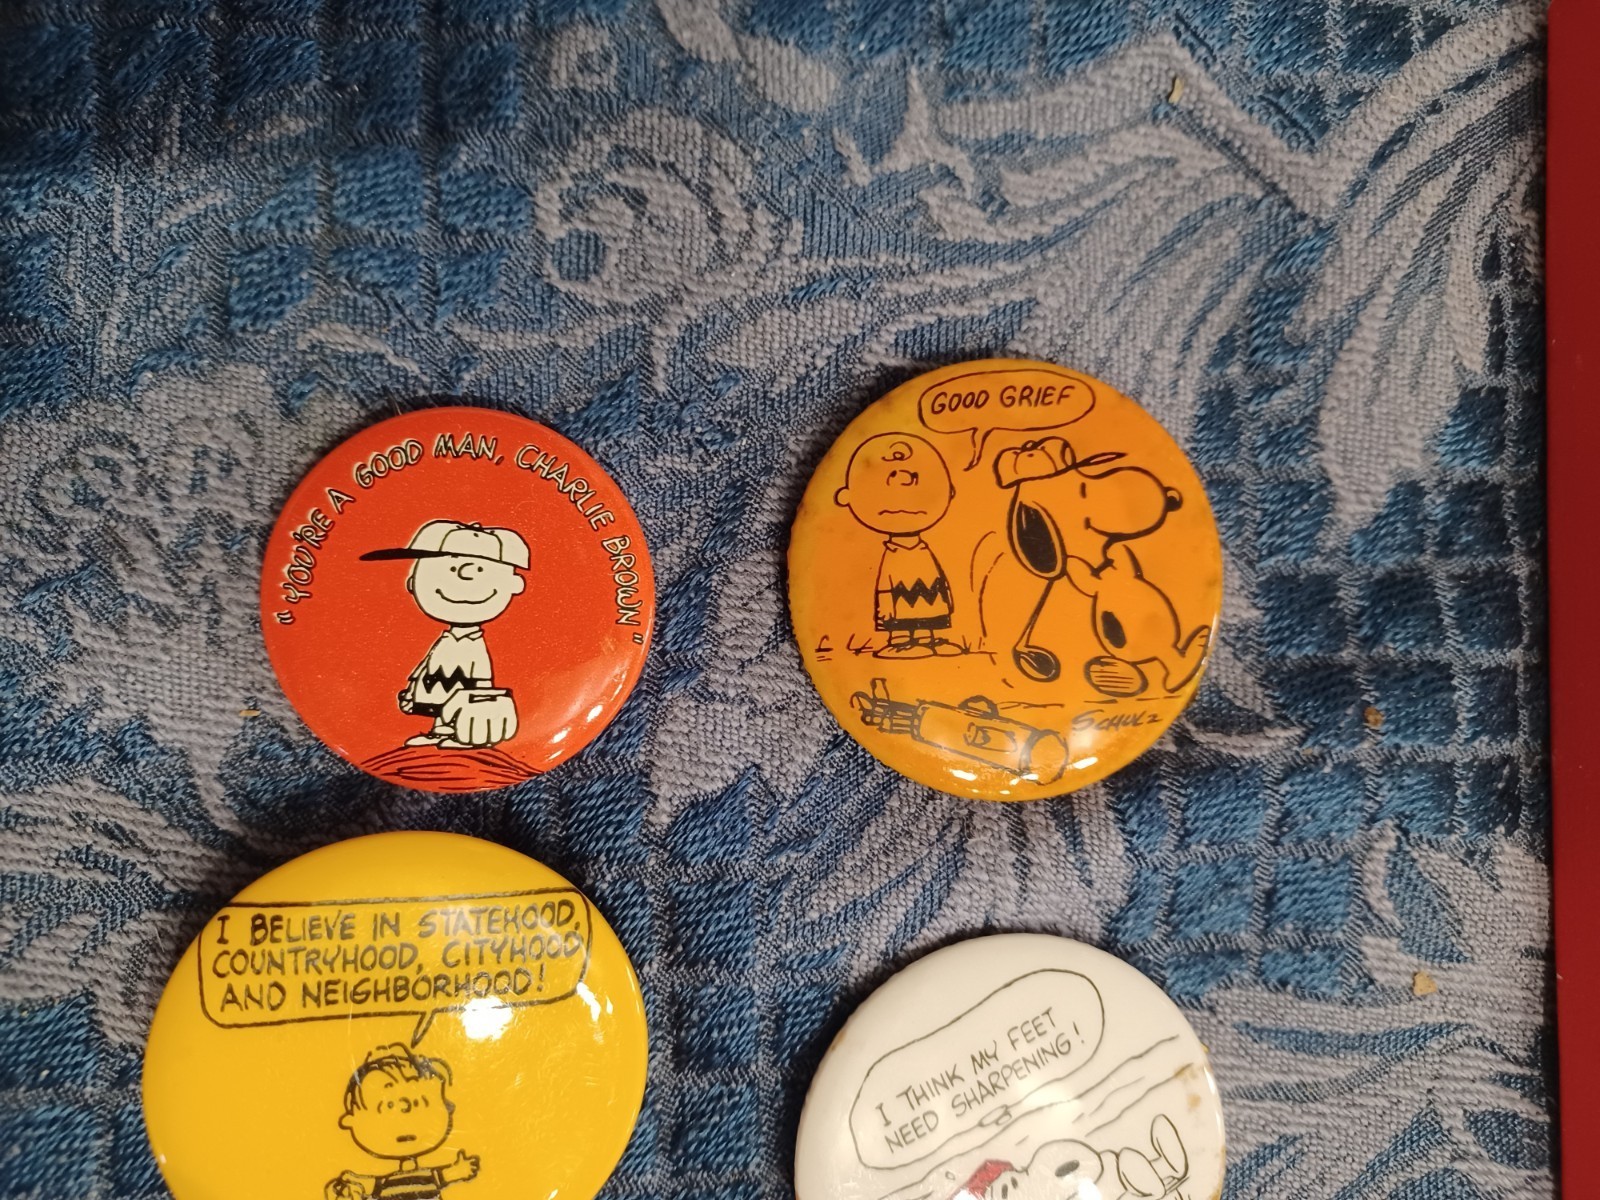 "YOU'RE A GOOD MAN, CHARLIE BROWN"
GOOD GRIEF
SCHULZ
I BELIEVE IN STATEHOOD,
COUNTRYHOOD, CITYHOOD
AND NEIGHBORHOOD!
I THINK MY FEET
NEED SHARPENING!